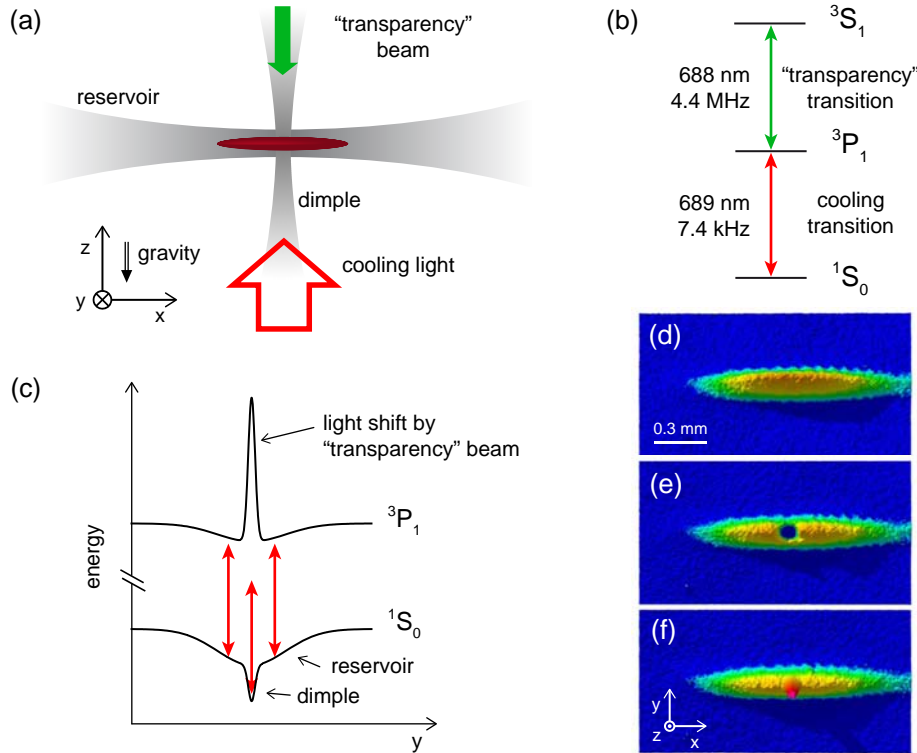 (a)
“transparency”
beam
reservoir
dimple
z
gravity
cooling light
y
x
(b)
³S₁
688 nm
4.4 MHz
“transparency”
transition
³P₁
689 nm
7.4 kHz
cooling
transition
¹S₀
(c)
light shift by
“transparency” beam
³P₁
energy
¹S₀
reservoir
dimple
y
(d)
0.3 mm
(e)
(f)
y
z
x